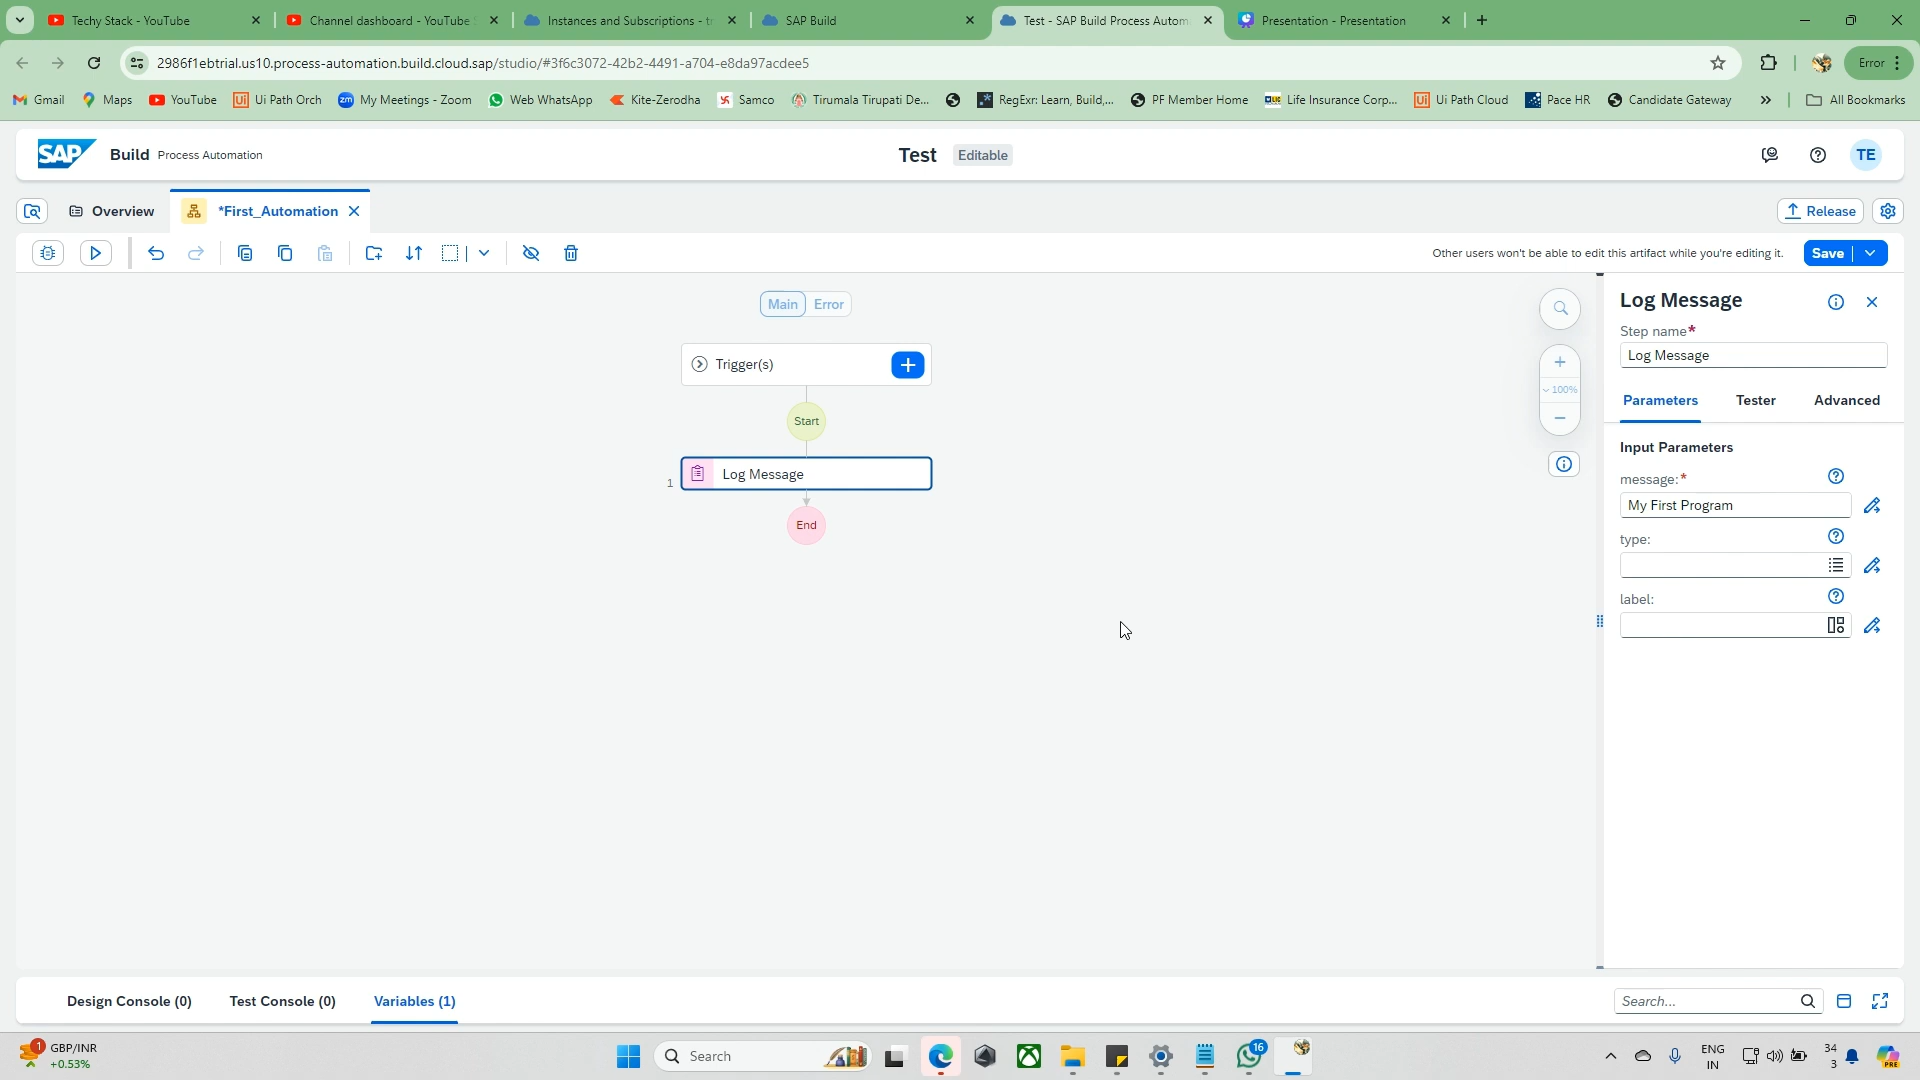 Techy Stack - YouTube
Channel dashboard - YouTube S
Instances and Subscriptions - tr
SAP Build
Test - SAP Build Process Autom
Presentation - Presentation
2986f1ebtrial.us10.process-automation.build.cloud.sap/studio/#3f6c3072-42b2-4491-a704-e8da97acdee5
Error
Gmail
Maps
YouTube
Ui Path Orch
My Meetings - Zoom
Web WhatsApp
Kite-Zerodha
Samco
Tirumala Tirupati De...
RegExr: Learn, Build,...
PF Member Home
Life Insurance Corp...
Ui Path Cloud
Pace HR
Candidate Gateway
All Bookmarks
SAP Build Process Automation
Test Editable
TE
Overview
*First_Automation
Release
Other users won't be able to edit this artifact while you're editing it.
Save
Main Error
Trigger(s)
Start
1
Log Message
End
100%
Log Message
Step name*
Log Message
Parameters Tester Advanced
Input Parameters
message:*
My First Program
type:
label:
Design Console (0)
Test Console (0)
Variables (1)
Search...
1
GBP/INR
+0.53%
Search
16
ENG
IN
34
3
PRE